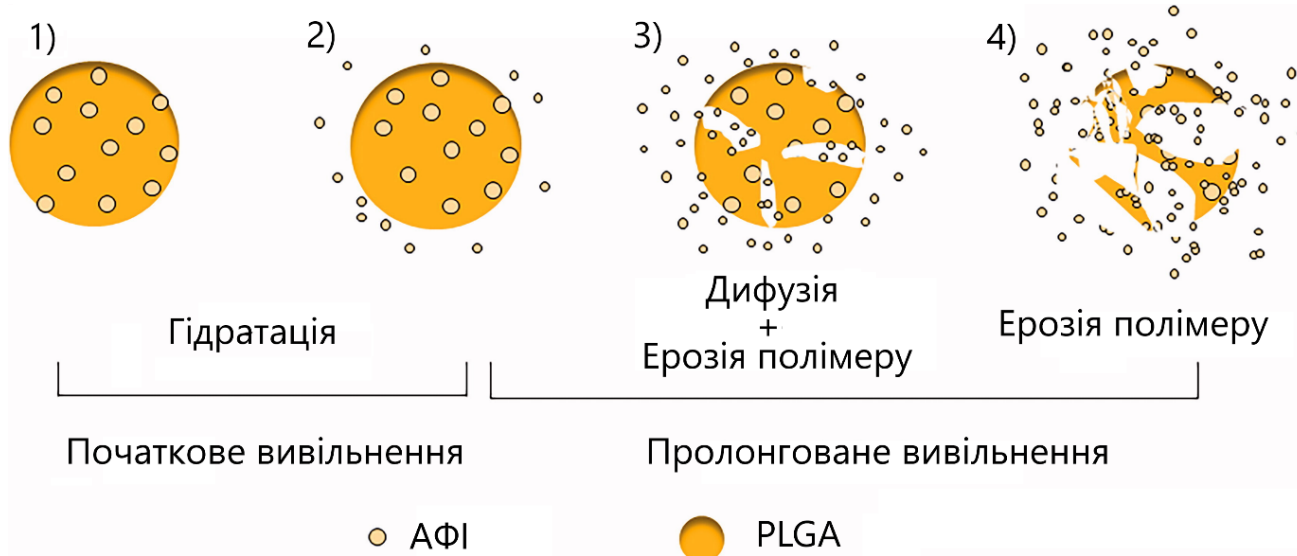 1)
2)
3)
4)
Гідратація
Дифузія
+
Ерозія полімеру
Ерозія полімеру
Початкове вивільнення
Пролонговане вивільнення
АФІ
PLGA